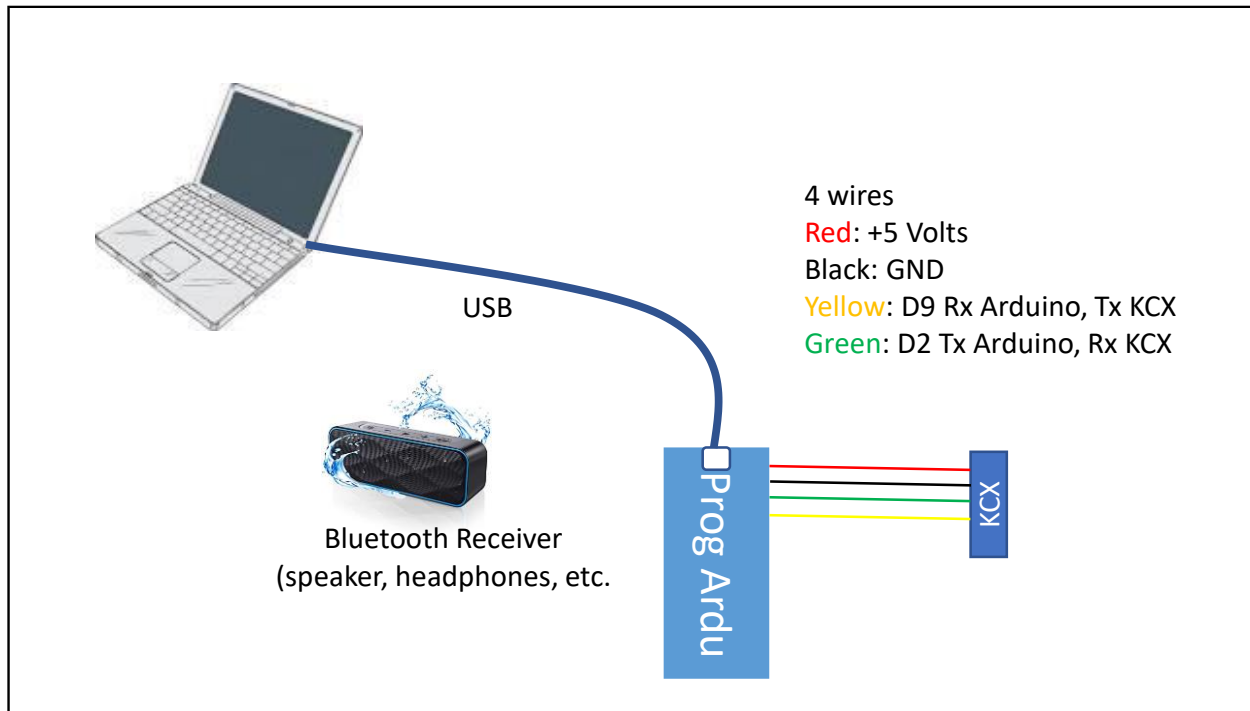 4 wires
Red: +5 Volts
Black: GND
Yellow: D9 Rx Arduino, Tx KCX
Green: D2 Tx Arduino, Rx KCX
USB
Bluetooth Receiver
(speaker, headphones, etc.
Prog Ardu
KCX